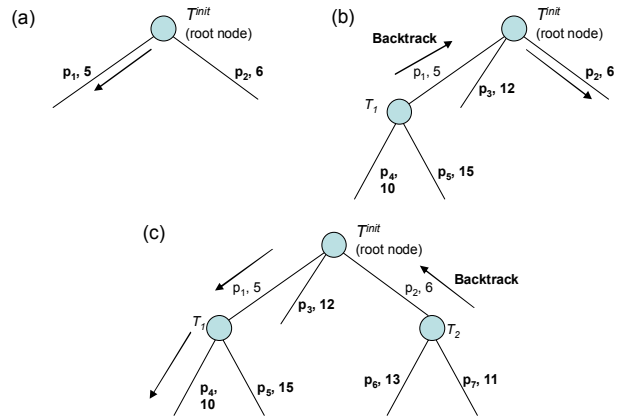 (a)
T^init
(root node)
p₁, 5
p₂, 6
(b)
T^init
(root node)
Backtrack
p₁, 5
p₂, 6
p₃, 12
T₁
p₄,
10
p₅, 15
(c)
T^init
(root node)
Backtrack
p₁, 5
p₂, 6
p₃, 12
T₁
T₂
p₄,
10
p₅, 15
p₆, 13
p₇, 11